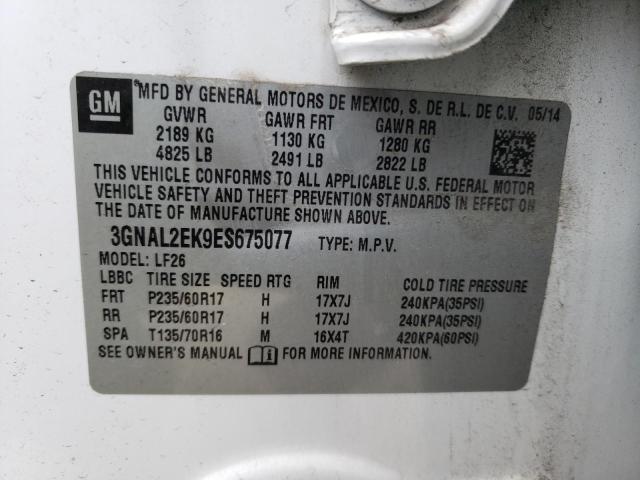 GM
®MFD BY GENERAL MOTORS DE MEXICO, S. DE R.L. DE C.V. 05/14
GVWR GAWR FRT GAWR RR
2189 KG 1130 KG 1280 KG
4825 LB 2491 LB 2822 LB
THIS VEHICLE CONFORMS TO ALL APPLICABLE U.S. FEDERAL MOTOR
VEHICLE SAFETY AND THEFT PREVENTION STANDARDS IN EFFECT ON
THE DATE OF MANUFACTURE SHOWN ABOVE.
3GNAL2EK9ES675077 TYPE: M.P.V.
MODEL: LF26
LBBC TIRE SIZE SPEED RTG RIM COLD TIRE PRESSURE
FRT P235/60R17 H 17X7J 240KPA(35PSI)
RR P235/60R17 H 17X7J 240KPA(35PSI)
SPA T135/70R16 M 16X4T 420KPA(60PSI)
SEE OWNER'S MANUAL FOR MORE INFORMATION.